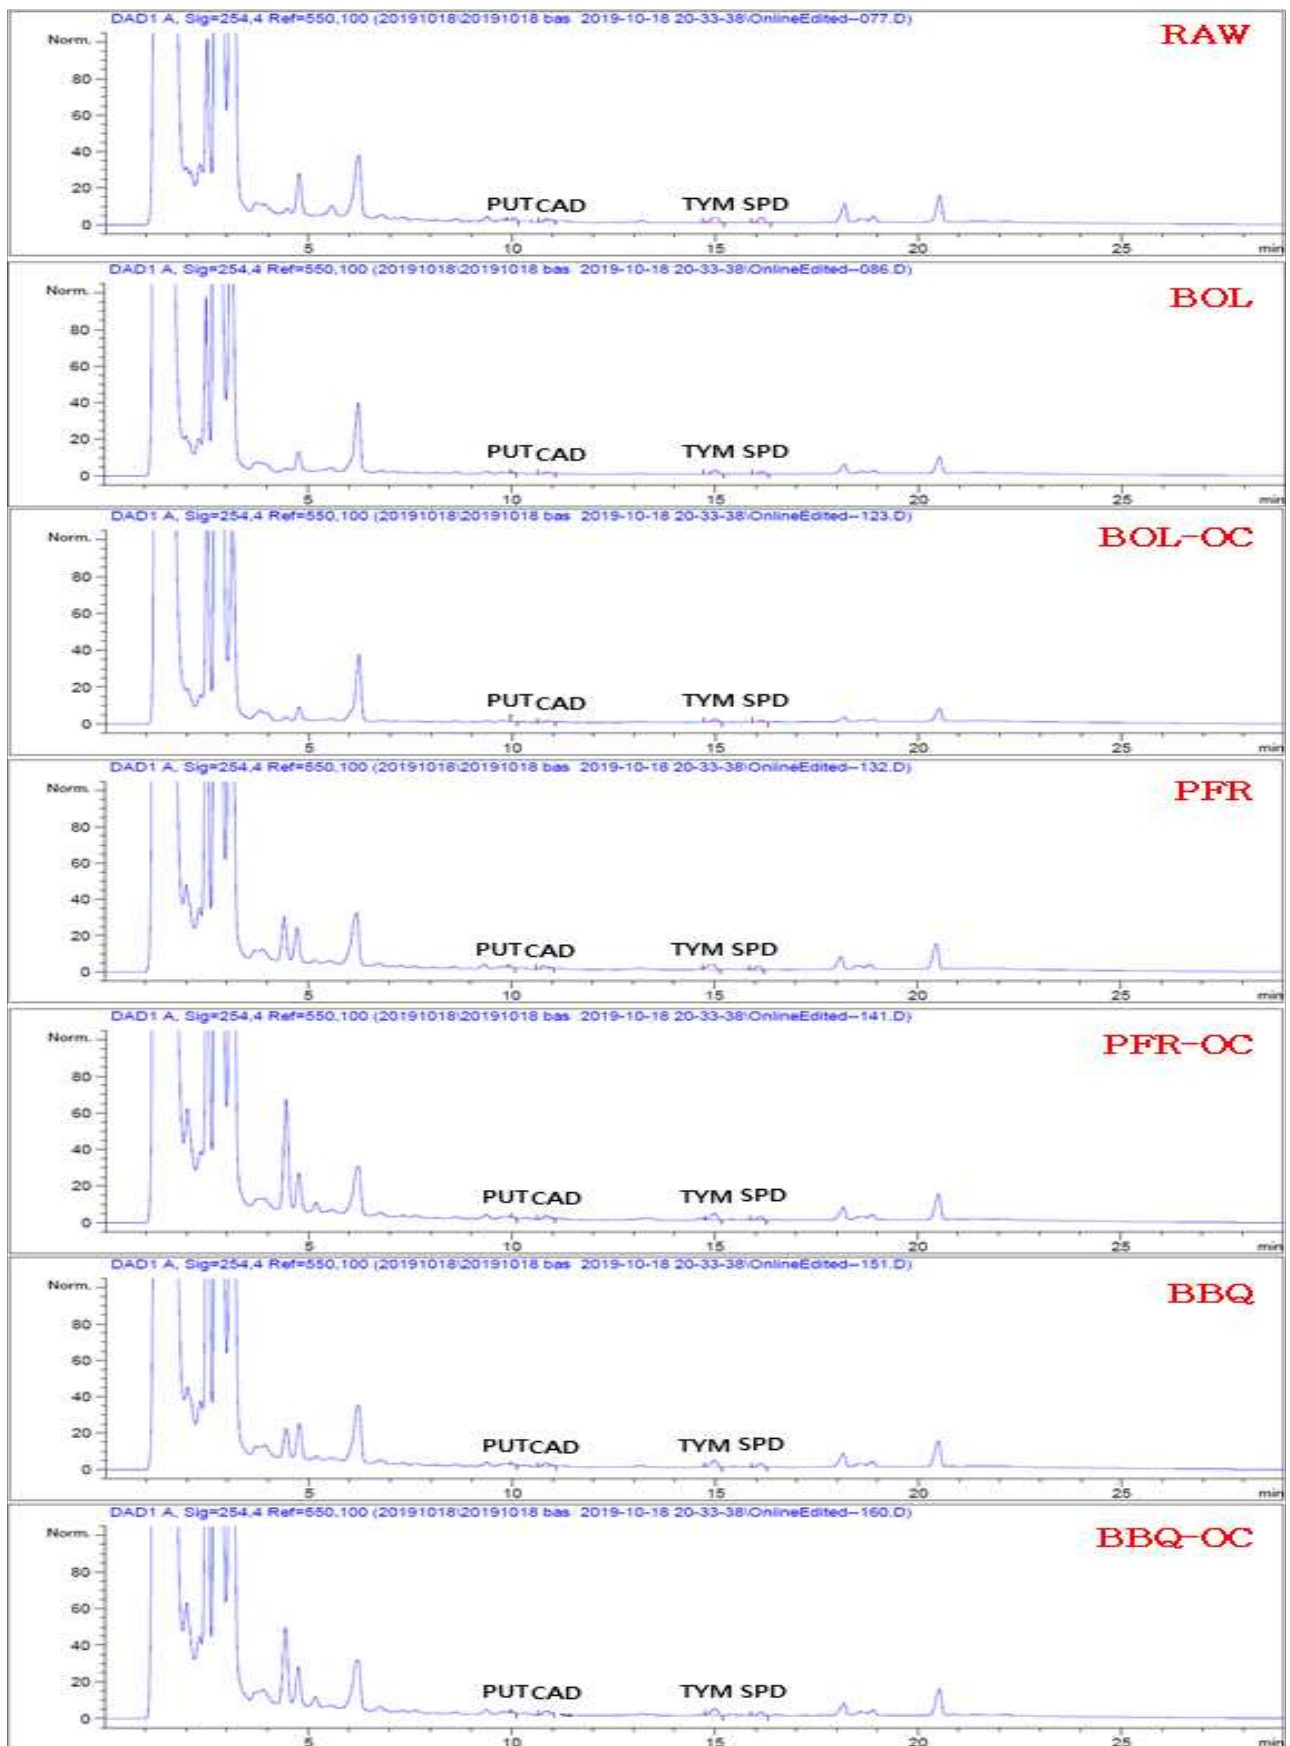 DAD1 A, Sig=254,4 Ref=550,100 (20191018\20191018 bas 2019-10-18 20-33-38\OnlineEdited--077.D)
RAW
Norm.
80
60
40
20
0
PUT CAD TYM SPD
5 10 15 20 25 min
DAD1 A, Sig=254,4 Ref=550,100 (20191018\20191018 bas 2019-10-18 20-33-38\OnlineEdited--086.D)
BOL
Norm.
80
60
40
20
0
PUT CAD TYM SPD
5 10 15 20 25 min
DAD1 A, Sig=254,4 Ref=550,100 (20191018\20191018 bas 2019-10-18 20-33-38\OnlineEdited--123.D)
BOL-OC
Norm.
80
60
40
20
0
PUT CAD TYM SPD
5 10 15 20 25 min
DAD1 A, Sig=254,4 Ref=550,100 (20191018\20191018 bas 2019-10-18 20-33-38\OnlineEdited--132.D)
PFR
Norm.
80
60
40
20
0
PUT CAD TYM SPD
5 10 15 20 25 min
DAD1 A, Sig=254,4 Ref=550,100 (20191018\20191018 bas 2019-10-18 20-33-38\OnlineEdited--141.D)
PFR-OC
Norm.
80
60
40
20
0
PUT CAD TYM SPD
5 10 15 20 25 min
DAD1 A, Sig=254,4 Ref=550,100 (20191018\20191018 bas 2019-10-18 20-33-38\OnlineEdited--151.D)
BBQ
Norm.
80
60
40
20
0
PUT CAD TYM SPD
5 10 15 20 25 min
DAD1 A, Sig=254,4 Ref=550,100 (20191018\20191018 bas 2019-10-18 20-33-38\OnlineEdited--160.D)
BBQ-OC
Norm.
80
60
40
20
0
PUT CAD TYM SPD
5 10 15 20 25 min